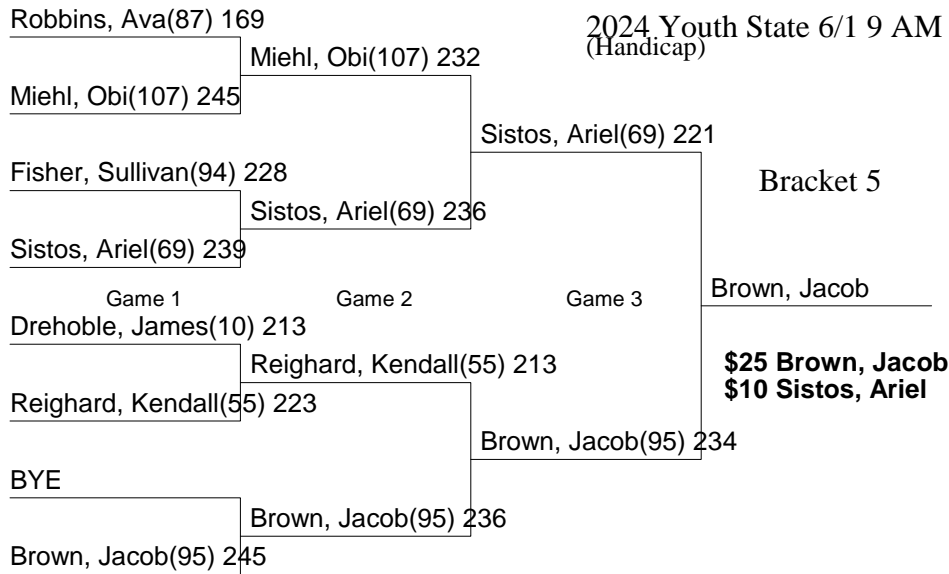 Robbins, Ava(87) 169
2024 Youth State 6/1 9 AM
(Handicap)
Miehl, Obi(107) 232
Miehl, Obi(107) 245
Sistos, Ariel(69) 221
Fisher, Sullivan(94) 228
Bracket 5
Sistos, Ariel(69) 236
Sistos, Ariel(69) 239
Game 1 Game 2 Game 3
Brown, Jacob
Drehoble, James(10) 213
Reighard, Kendall(55) 213
$25 Brown, Jacob
$10 Sistos, Ariel
Reighard, Kendall(55) 223
Brown, Jacob(95) 234
BYE
Brown, Jacob(95) 236
Brown, Jacob(95) 245